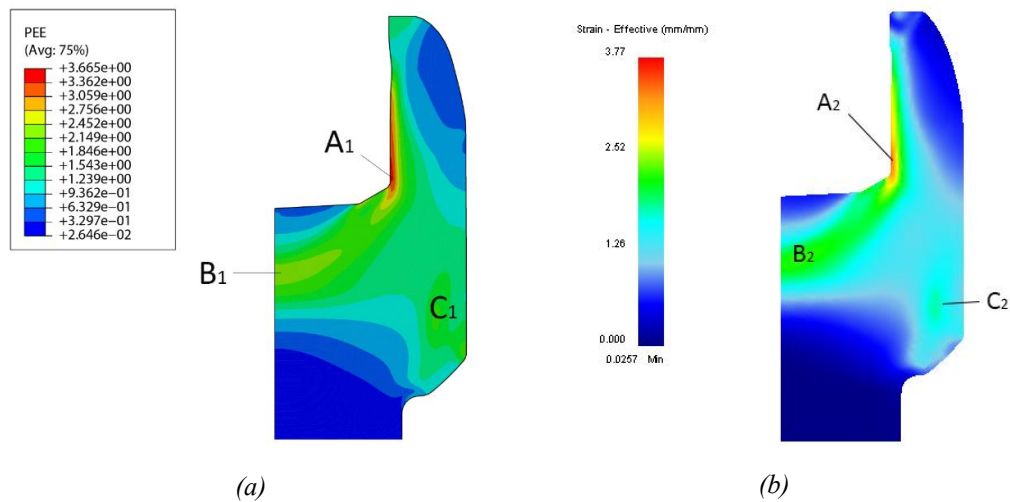 PEE
(Avg: 75%)
+3.665e+00
+3.362e+00
+3.059e+00
+2.756e+00
+2.452e+00
+2.149e+00
+1.846e+00
+1.543e+00
+1.239e+00
+9.362e−01
+6.329e−01
+3.297e−01
+2.646e−02
A1
B1
C1
(a)
Strain - Effective (mm/mm)
3.77
2.52
1.26
0.000
0.0257 Min
A2
B2
C2
(b)